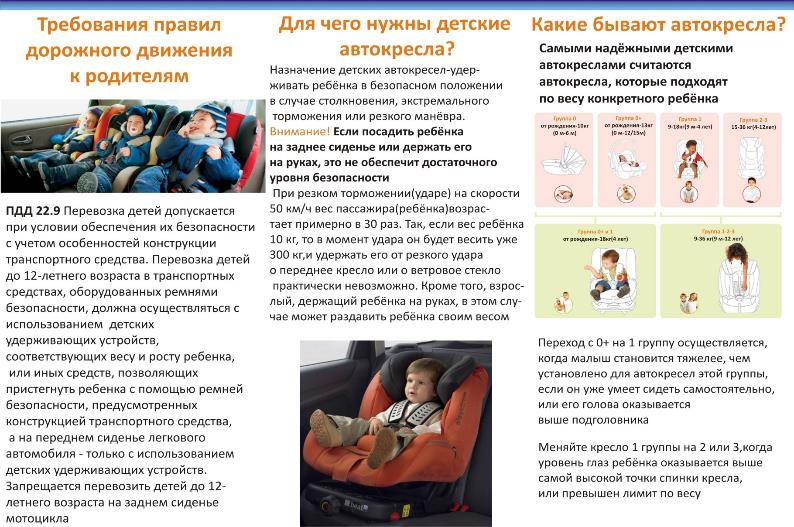 Требования правил
дорожного движения
к родителям
ПДД 22.9 Перевозка детей допускается
при условии обеспечения их безопасности
с учетом особенностей конструкции
транспортного средства. Перевозка детей
до 12-летнего возраста в транспортных
средствах, оборудованных ремнями
безопасности, должна осуществляться с
использованием детских
удерживающих устройств,
соответствующих весу и росту ребенка,
или иных средств, позволяющих
пристегнуть ребенка с помощью ремней
безопасности, предусмотренных
конструкцией транспортного средства,
а на переднем сиденье легкового
автомобиля - только с использованием
детских удерживающих устройств.
Запрещается перевозить детей до 12-
летнего возраста на заднем сиденье
мотоцикла
Для чего нужны детские
автокресла?
Назначение детских автокресел-удер-
живать ребёнка в безопасном положении
в случае столкновения, экстремального
торможения или резкого манёвра.
Внимание! Если посадить ребёнка
на заднее сиденье или держать его
на руках, это не обеспечит достаточного
уровня безопасности
При резком торможении(ударе) на скорости
50 км/ч вес пассажира(ребёнка)возрас-
тает примерно в 30 раз. Так, если вес ребёнка
10 кг, то в момент удара он будет весить уже
300 кг,и удержать его от резкого удара
о переднее кресло или о ветровое стекло
практически невозможно. Кроме того, взрос-
лый, держащий ребёнка на руках, в этом слу-
чае может раздавить ребёнка своим весом
Какие бывают автокресла?
Самыми надёжными детскими
автокреслами считаются
автокресла, которые подходят
по весу конкретного ребёнка
Группа 0
от рождения-10кг
(0 м-6 м)
Группа 0+
от рождения-13кг
(0 м-12/15м)
Группа 1
9-18кг(9 м-4 лет)
Группа 2-3
15-36 кг(4-12лет)
Группа 0+ и 1
от рождения-18кг(4 лет)
Группа 1-2-3
9-36 кг(9 м-12 лет)
Переход с 0+ на 1 группу осуществляется,
когда малыш становится тяжелее, чем
установлено для автокресел этой группы,
если он уже умеет сидеть самостоятельно,
или его голова оказывается
выше подголовника
Меняйте кресло 1 группы на 2 или 3,когда
уровень глаз ребёнка оказывается выше
самой высокой точки спинки кресла,
или превышен лимит по весу